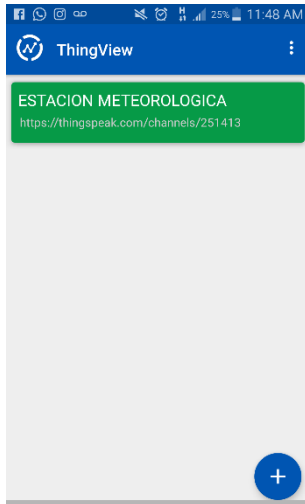 25% 11:48 AM
ThingView
ESTACION METEOROLOGICA
https://thingspeak.com/channels/251413